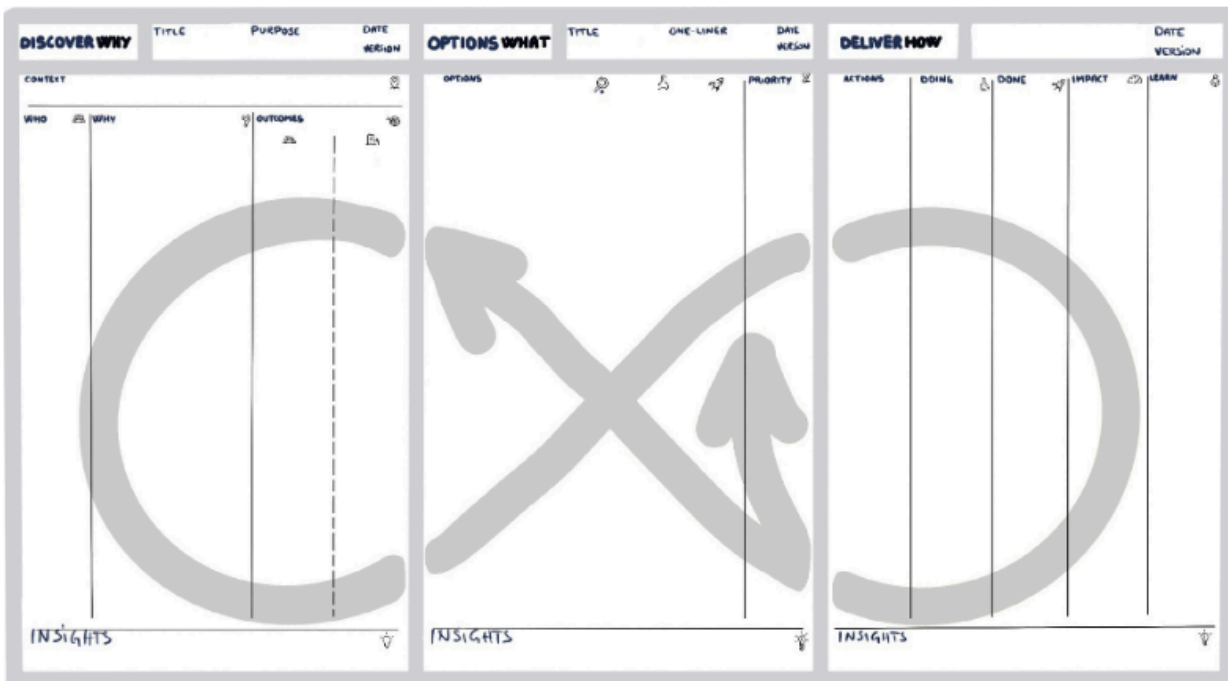 DISCOVER WHY
TITLE PURPOSE DATE
VERSION
CONTEXT
WHO WHY OUTCOMES
INSIGHTS
OPTIONS WHAT
TITLE ONE-LINER DATE
VERSION
OPTIONS PRIORITY
INSIGHTS
DELIVER HOW
DATE
VERSION
ACTIONS DOING DONE IMPACT LEARN
INSIGHTS